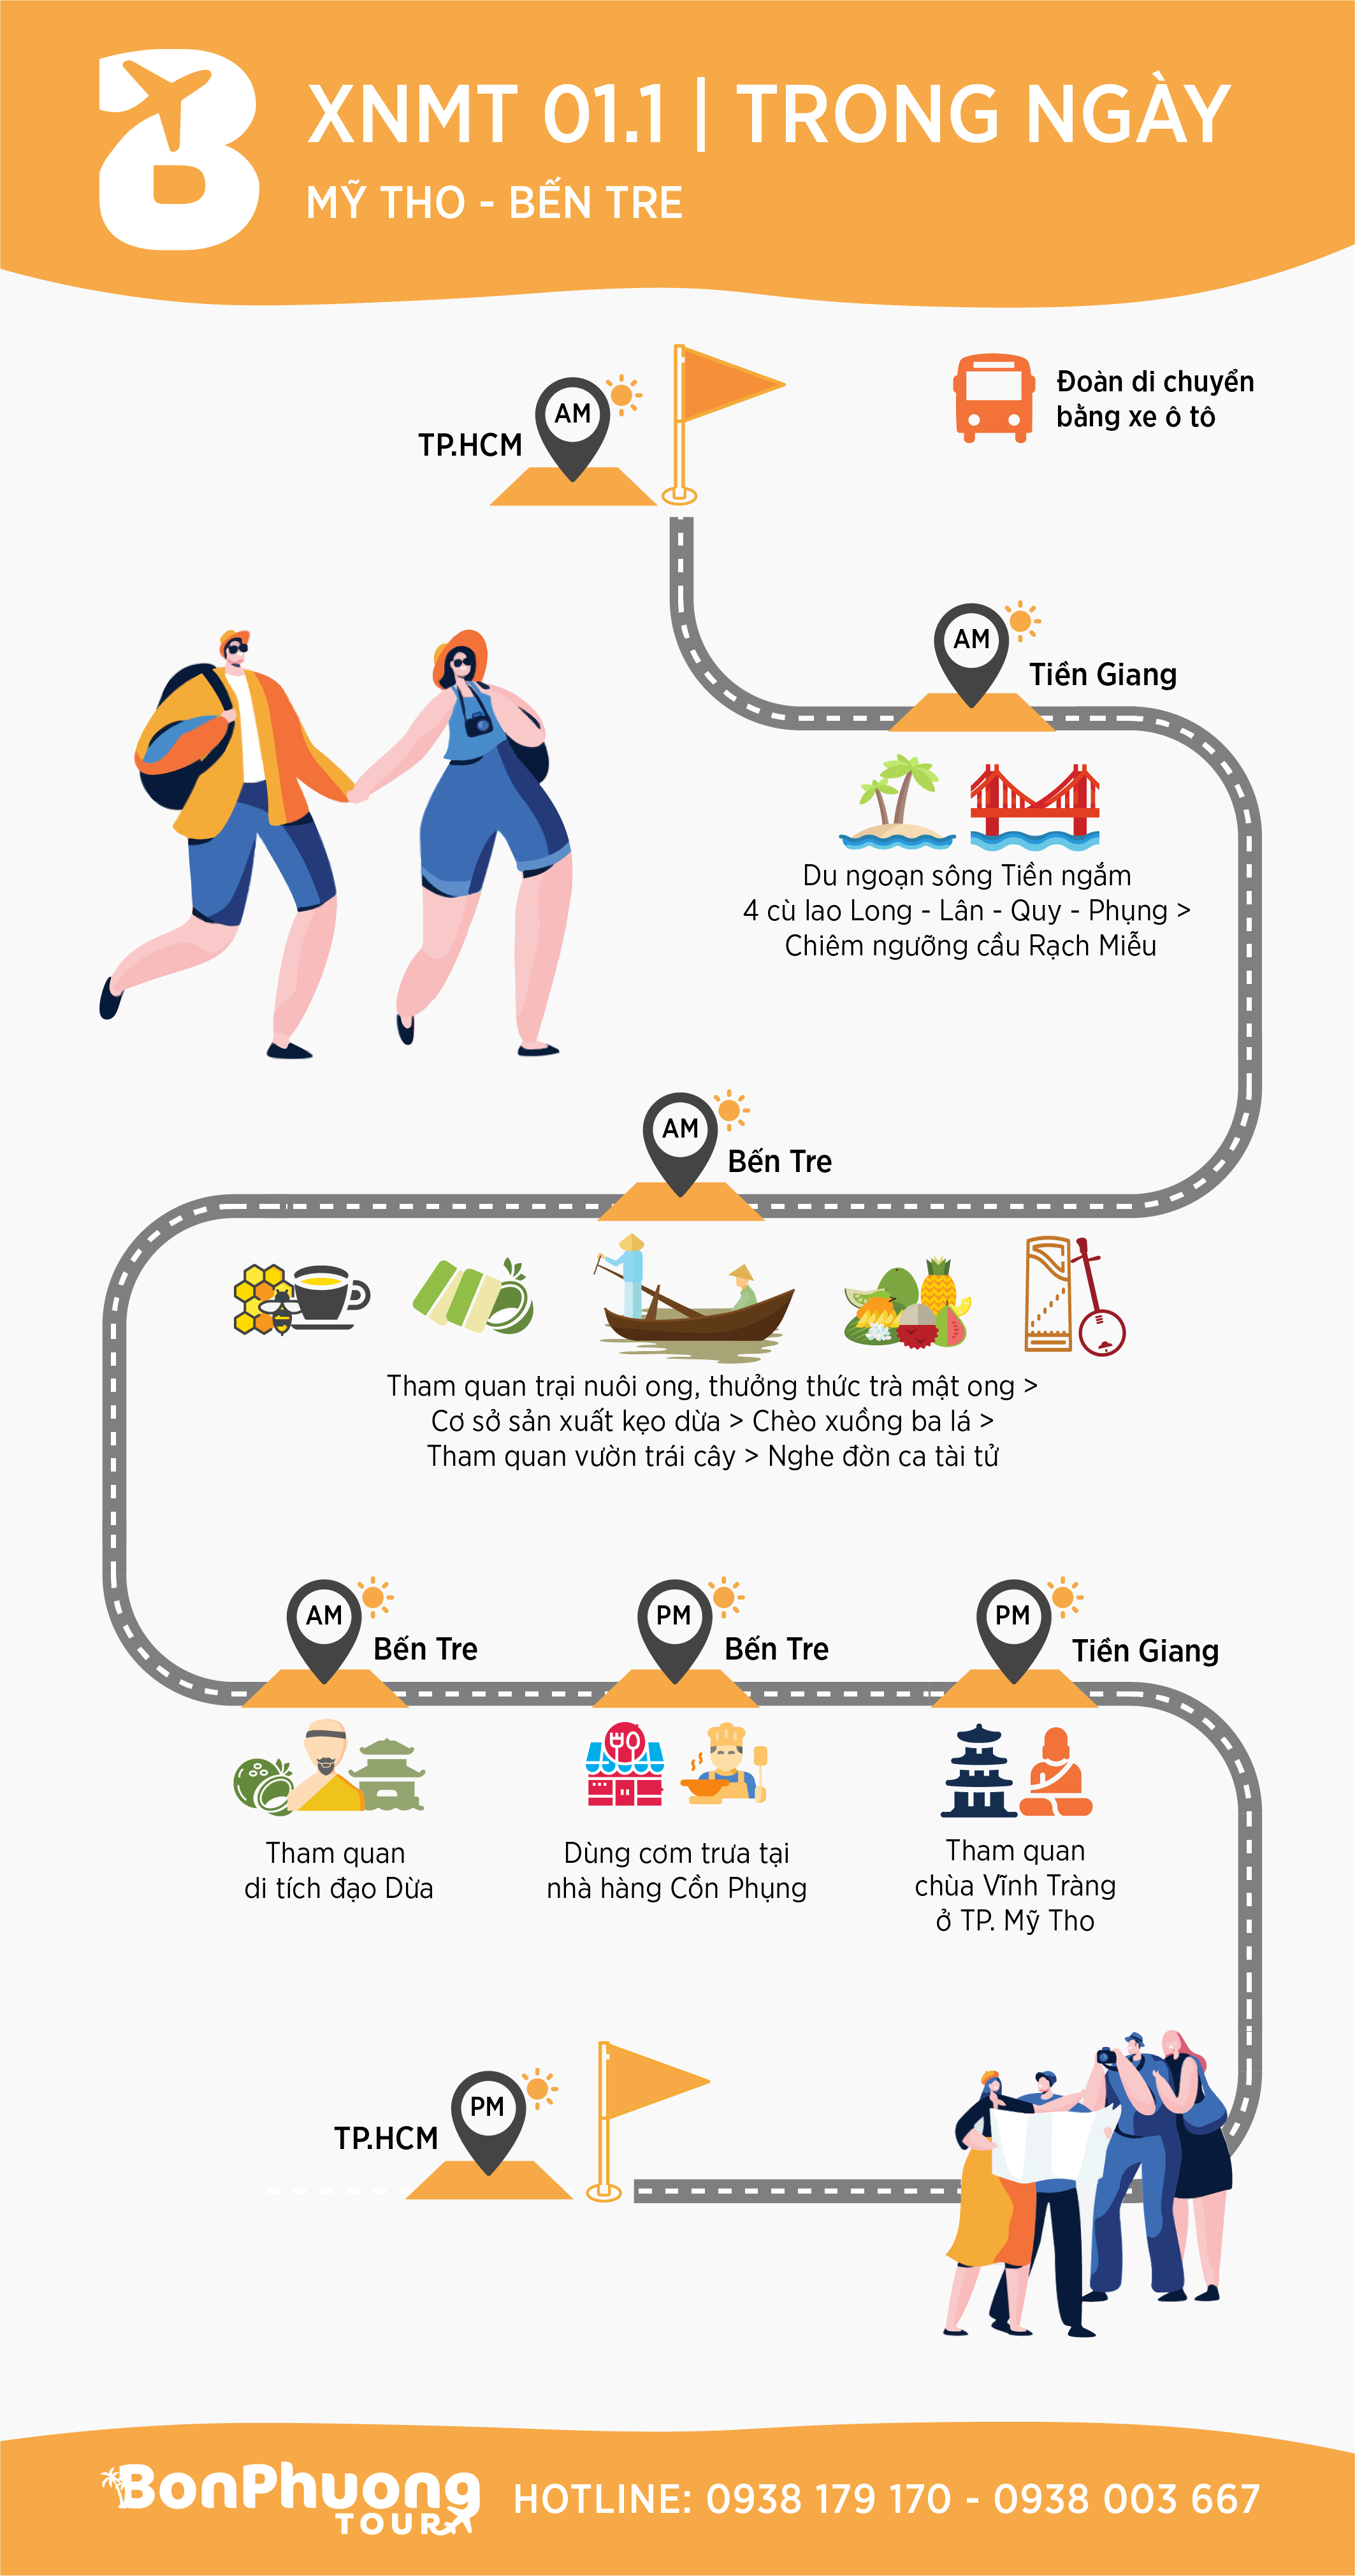 XNMT 01.1 | TRONG NGÀY
MỸ THO - BẾN TRE
Đoàn di chuyển
bằng xe ô tô
AM
TP.HCM
AM
Tiền Giang
Du ngoạn sông Tiền ngắm
4 cù lao Long - Lân - Quy - Phụng >
Chiêm ngưỡng cầu Rạch Miễu
AM
Bến Tre
Tham quan trại nuôi ong, thưởng thức trà mật ong >
Cơ sở sản xuất kẹo dừa > Chèo xuồng ba lá >
Tham quan vườn trái cây > Nghe đờn ca tài tử
AM
Bến Tre
Tham quan
di tích đạo Dừa
PM
Bến Tre
Dùng cơm trưa tại
nhà hàng Cồn Phụng
PM
Tiền Giang
Tham quan
chùa Vĩnh Tràng
ở TP. Mỹ Tho
PM
TP.HCM
BonPhuong
TOUR
HOTLINE: 0938 179 170 - 0938 003 667